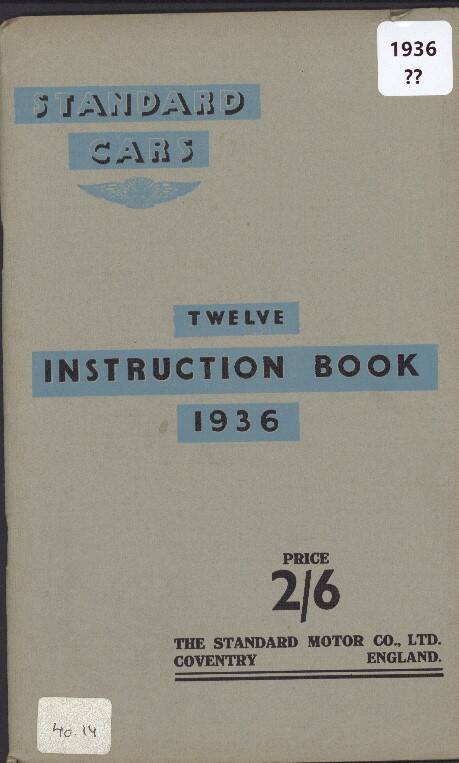 1936
??
STANDARD
CARS
TWELVE
INSTRUCTION BOOK
1936
PRICE
2/6
THE STANDARD MOTOR CO., LTD.
COVENTRY ENGLAND.
40.14